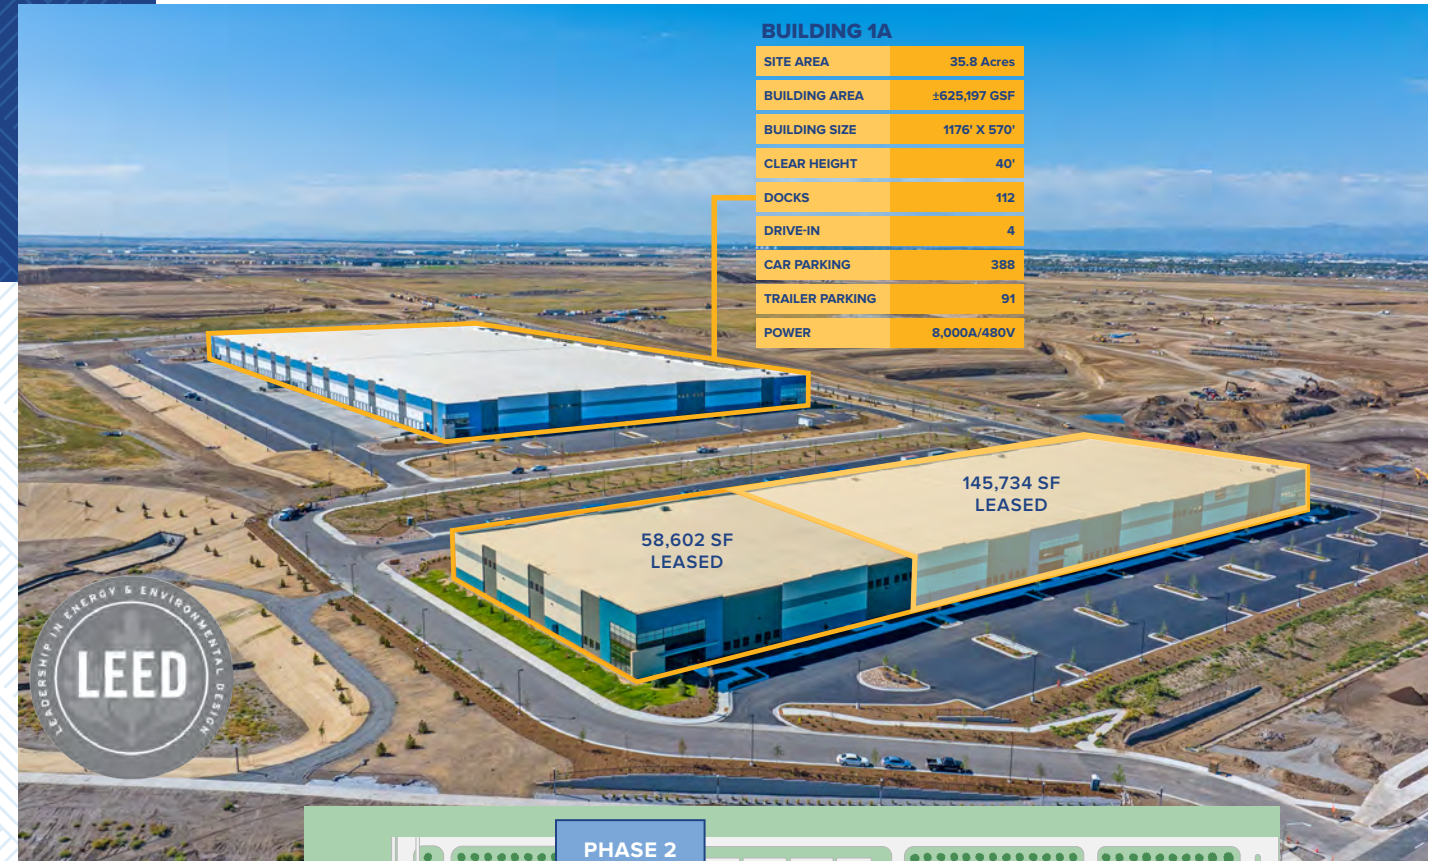 BUILDING 1A
SITE AREA 35.8 Acres
BUILDING AREA ±625,197 GSF
BUILDING SIZE 1176' X 570'
CLEAR HEIGHT 40'
DOCKS 112
DRIVE-IN 4
CAR PARKING 388
TRAILER PARKING 91
POWER 8,000A/480V
145,734 SF
LEASED
58,602 SF
LEASED
LEADERSHIP IN ENERGY & ENVIRONMENTAL DESIGN
LEED
PHASE 2